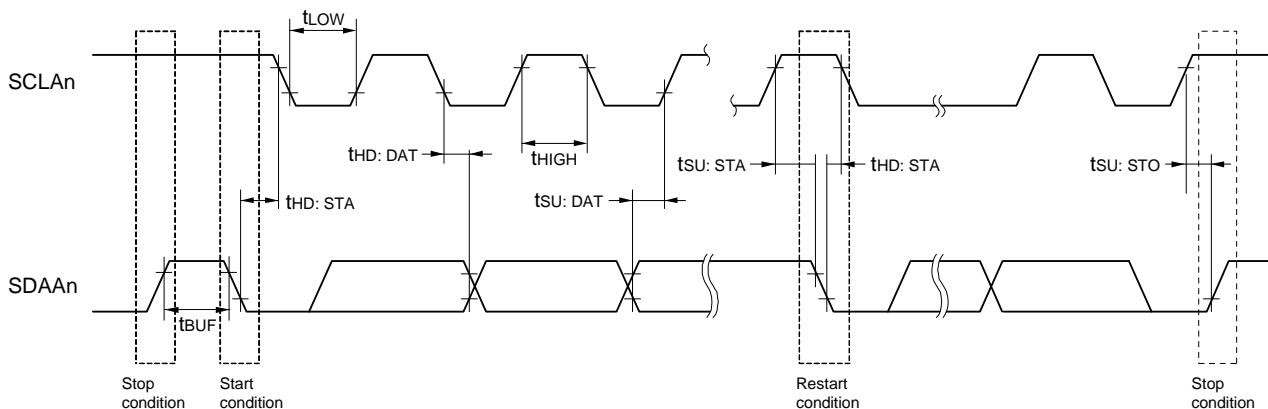 tLOW
SCLAn
tHD: DAT
tHIGH
tSU: STA
tHD: STA
tSU: STO
tHD: STA
tSU: DAT
SDAAn
tBUF
Stop
condition
Start
condition
Restart
condition
Stop
condition